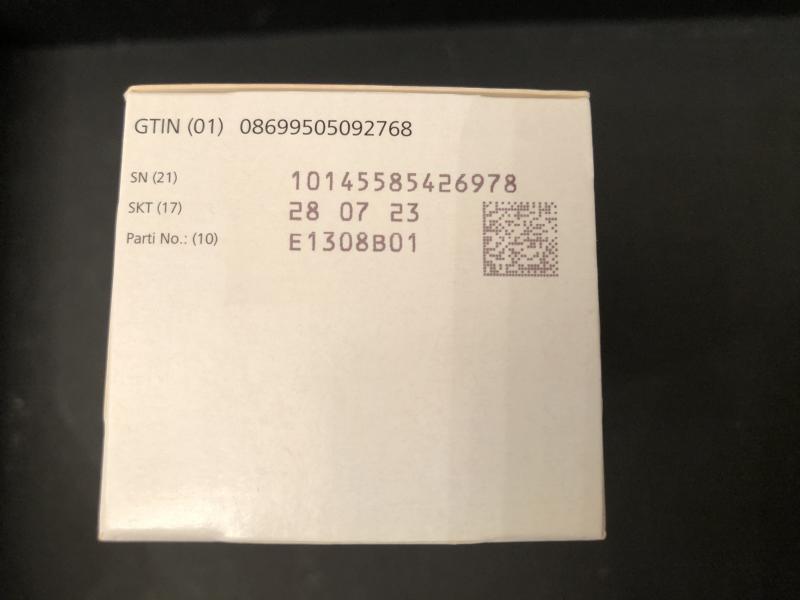 GTIN (01) 08699505092768
SN (21) 10145585426978
SKT (17) 28 07 23
Parti No.: (10) E1308B01